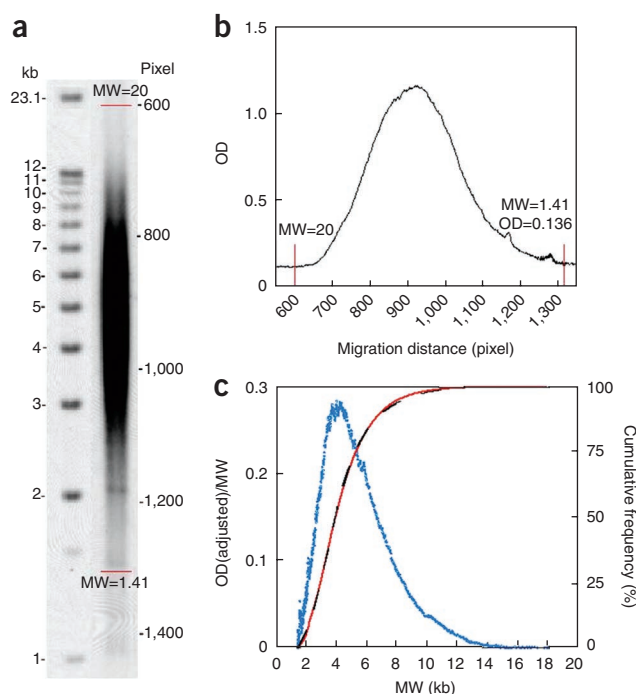 a
kb
Pixel
MW=20
23.1-
-600
12-
11-
10-
9-
8-
-800
7-
6-
5-
4-
-1,000
3-
2-
-1,200
MW=1.41
-1,400
1-
b
1.5
1.0
0.5
0
OD
MW=20
MW=1.41
OD=0.136
600
700
800
900
1,000
1,100
1,200
1,300
Migration distance (pixel)
c
0.3
0.2
0.1
0
OD(adjusted)/MW
100
75
50
25
0
Cumulative frequency (%)
0 2 4 6 8 10 12 14 16 18 20
MW (kb)